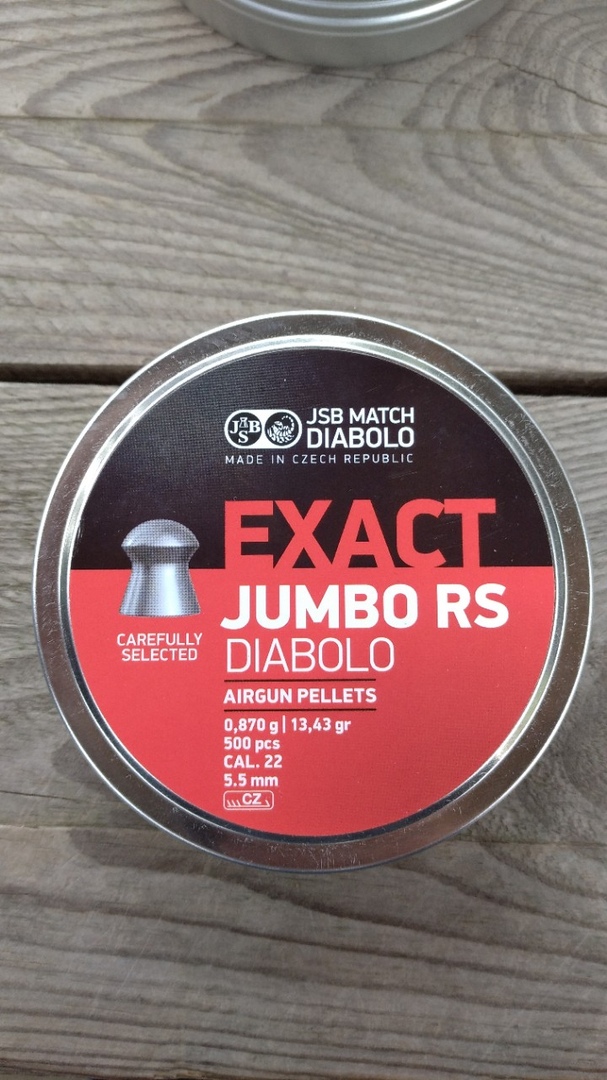 JSB
JSB MATCH
DIABOLO
MADE IN CZECH REPUBLIC
EXACT
JUMBO RS
DIABOLO
CAREFULLY
SELECTED
AIRGUN PELLETS
0,870 g | 13,43 gr
500 pcs
CAL. 22
5.5 mm
CZ